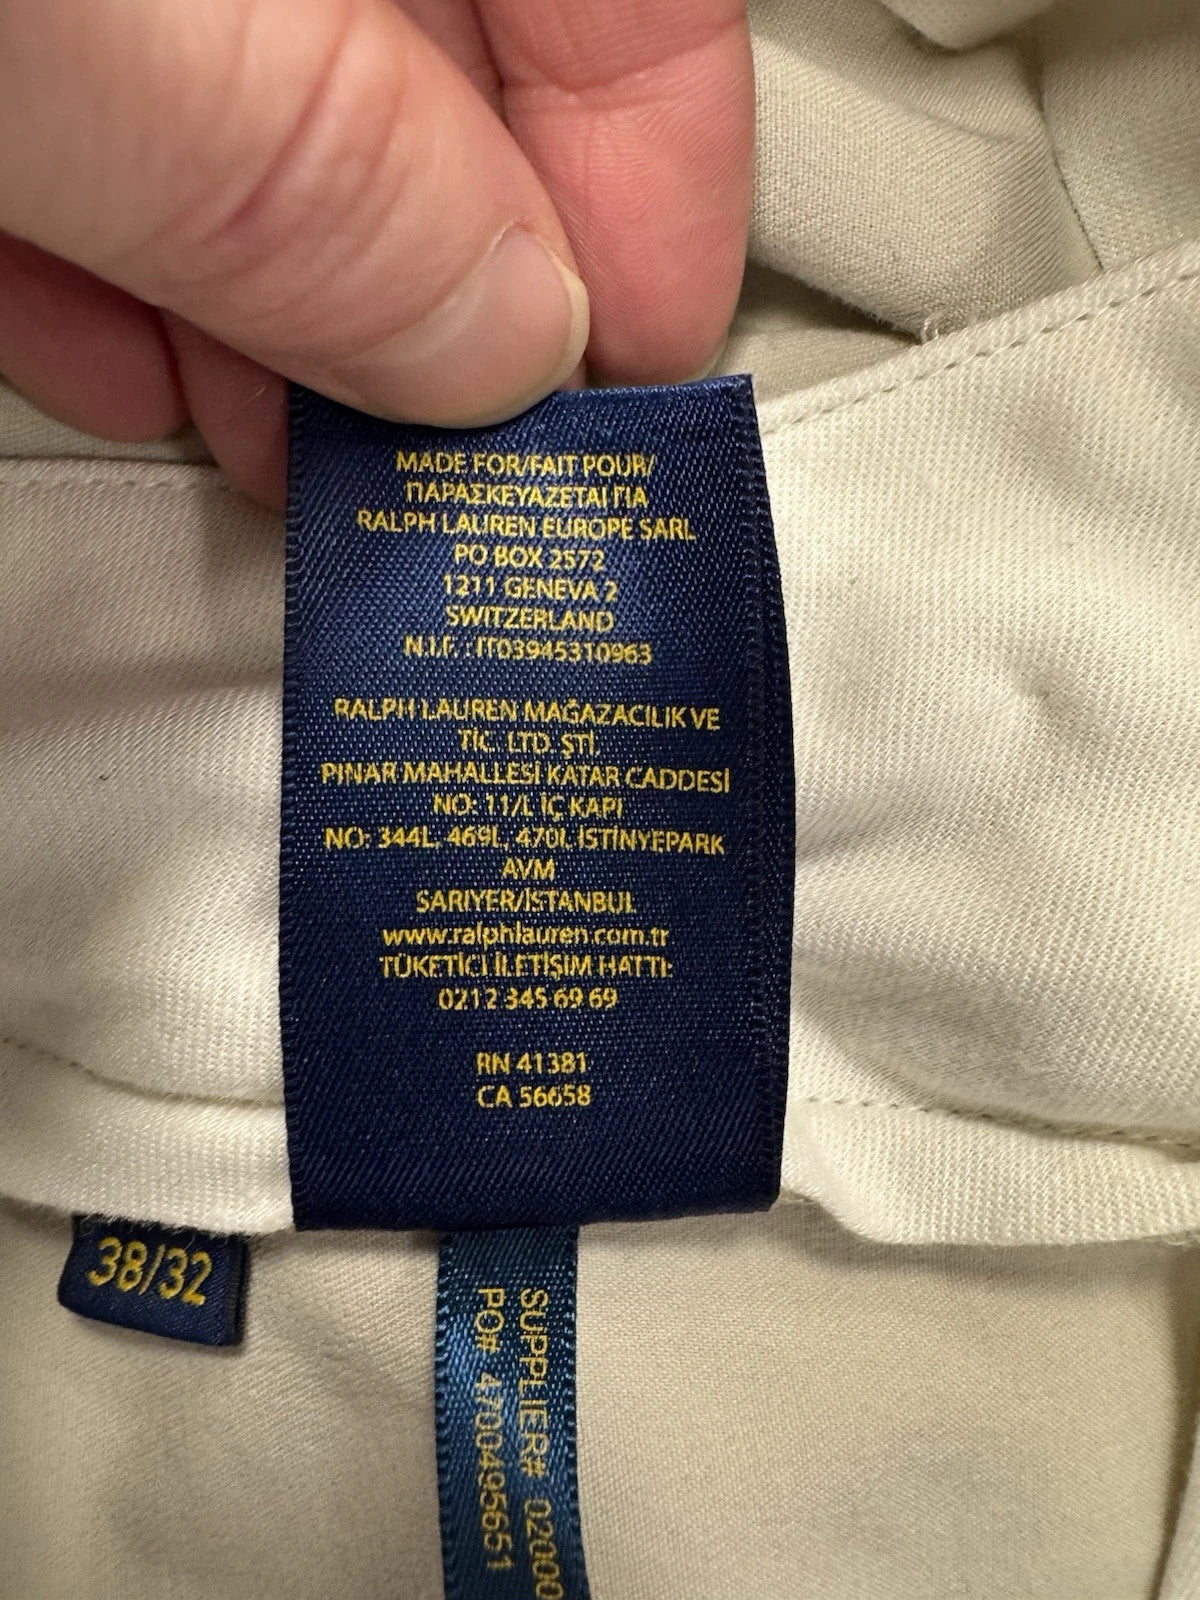 MADE FOR/FAIT POUR/
ΠΑΡΑΣΚΕΥΑΖΕΤΑΙ ΓΙΑ
RALPH LAUREN EUROPE SARL
PO BOX 2572
1211 GENEVA 2
SWITZERLAND
N.I.F. : IT03945310963
RALPH LAUREN MAĞAZACILIK VE
TİC. LTD. ŞTİ.
PINAR MAHALLESİ KATAR CADDESİ
NO: 11/L İÇ KAPI
NO: 344L, 469L, 470L İSTİNYEPARK
AVM
SARIYER/İSTANBUL
www.ralphlauren.com.tr
TÜKETİCİ İLETİŞİM HATTI:
0212 345 69 69
RN 41381
CA 56658
38/32
SUPPLIER# 02000
PO# 4700495651